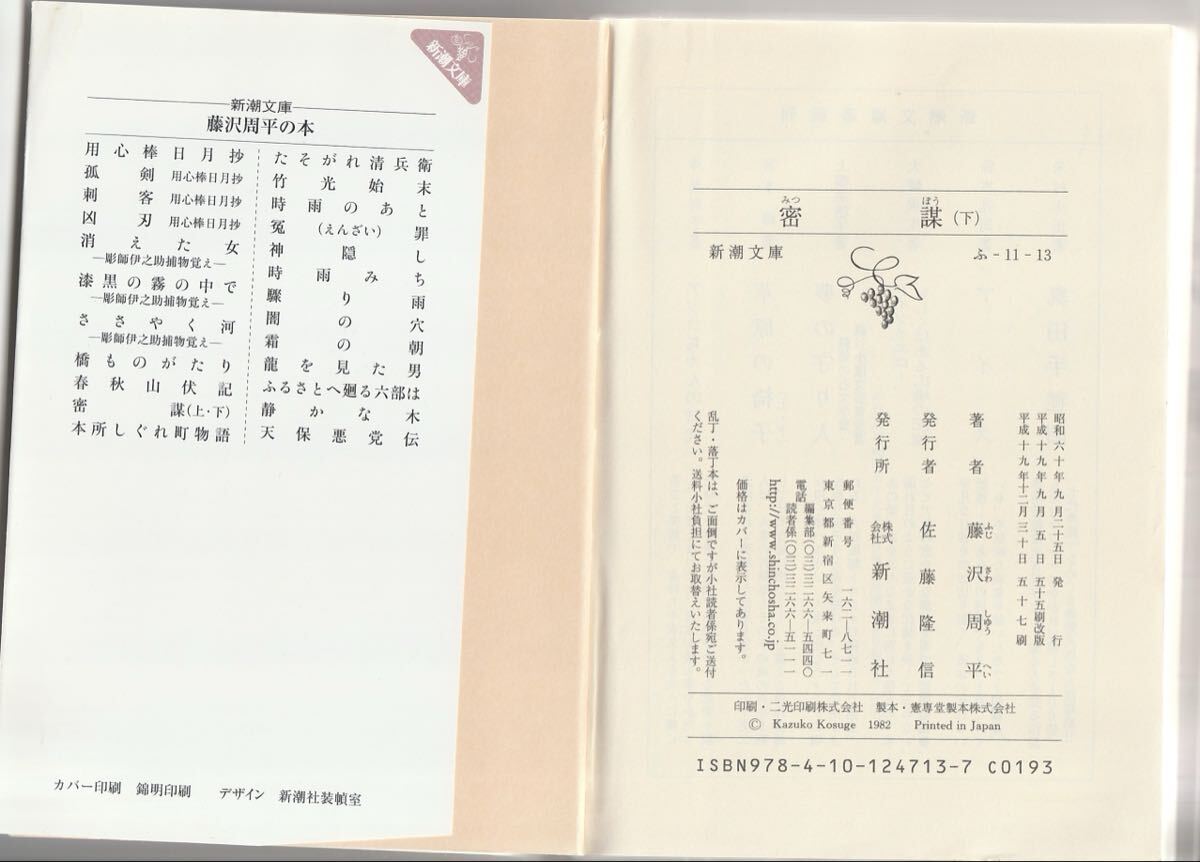 新潮文庫
新潮文庫
藤沢周平の本
用心棒日月抄
孤剣 用心棒日月抄
刺客 用心棒日月抄
凶刃 用心棒日月抄
消えた女
―彫師伊之助捕物覚え―
漆黒の霧の中で
―彫師伊之助捕物覚え―
ささやく河
―彫師伊之助捕物覚え―
橋ものがたり
春秋山伏記
密謀(上・下)
本所しぐれ町物語
たそがれ清兵衛
竹光始末
時雨のあと
冤(えんざい)罪
神隠し
時雨みち
驟り雨
闇の穴
霜の朝
龍を見た男
ふるさとへ廻る六部は
静かな木
天保悪党伝
カバー印刷 錦明印刷 デザイン 新潮社装幀室
みつ ぼう
密謀(下)
新潮文庫 ふ-11-13
昭和六十年九月二十五日 発行
平成十九年九月五日 五十五刷改版
平成十九年十二月三十日 五十七刷
著者 藤沢周平
ふじ さわ しゅう へい
発行者 佐藤隆信
発行所 株式会社 新潮社
郵便番号 一六二―八七一一
東京都新宿区矢来町七一
電話 編集部(〇三)三二六六―五四四〇
読者係(〇三)三二六六―五一一一
http://www.shinchosha.co.jp
価格はカバーに表示してあります。
乱丁・落丁本は、ご面倒ですが小社読者係宛ご送付
ください。送料小社負担にてお取替えいたします。
印刷・二光印刷株式会社 製本・憲専堂製本株式会社
© Kazuko Kosuge 1982 Printed in Japan
ISBN978-4-10-124713-7 C0193